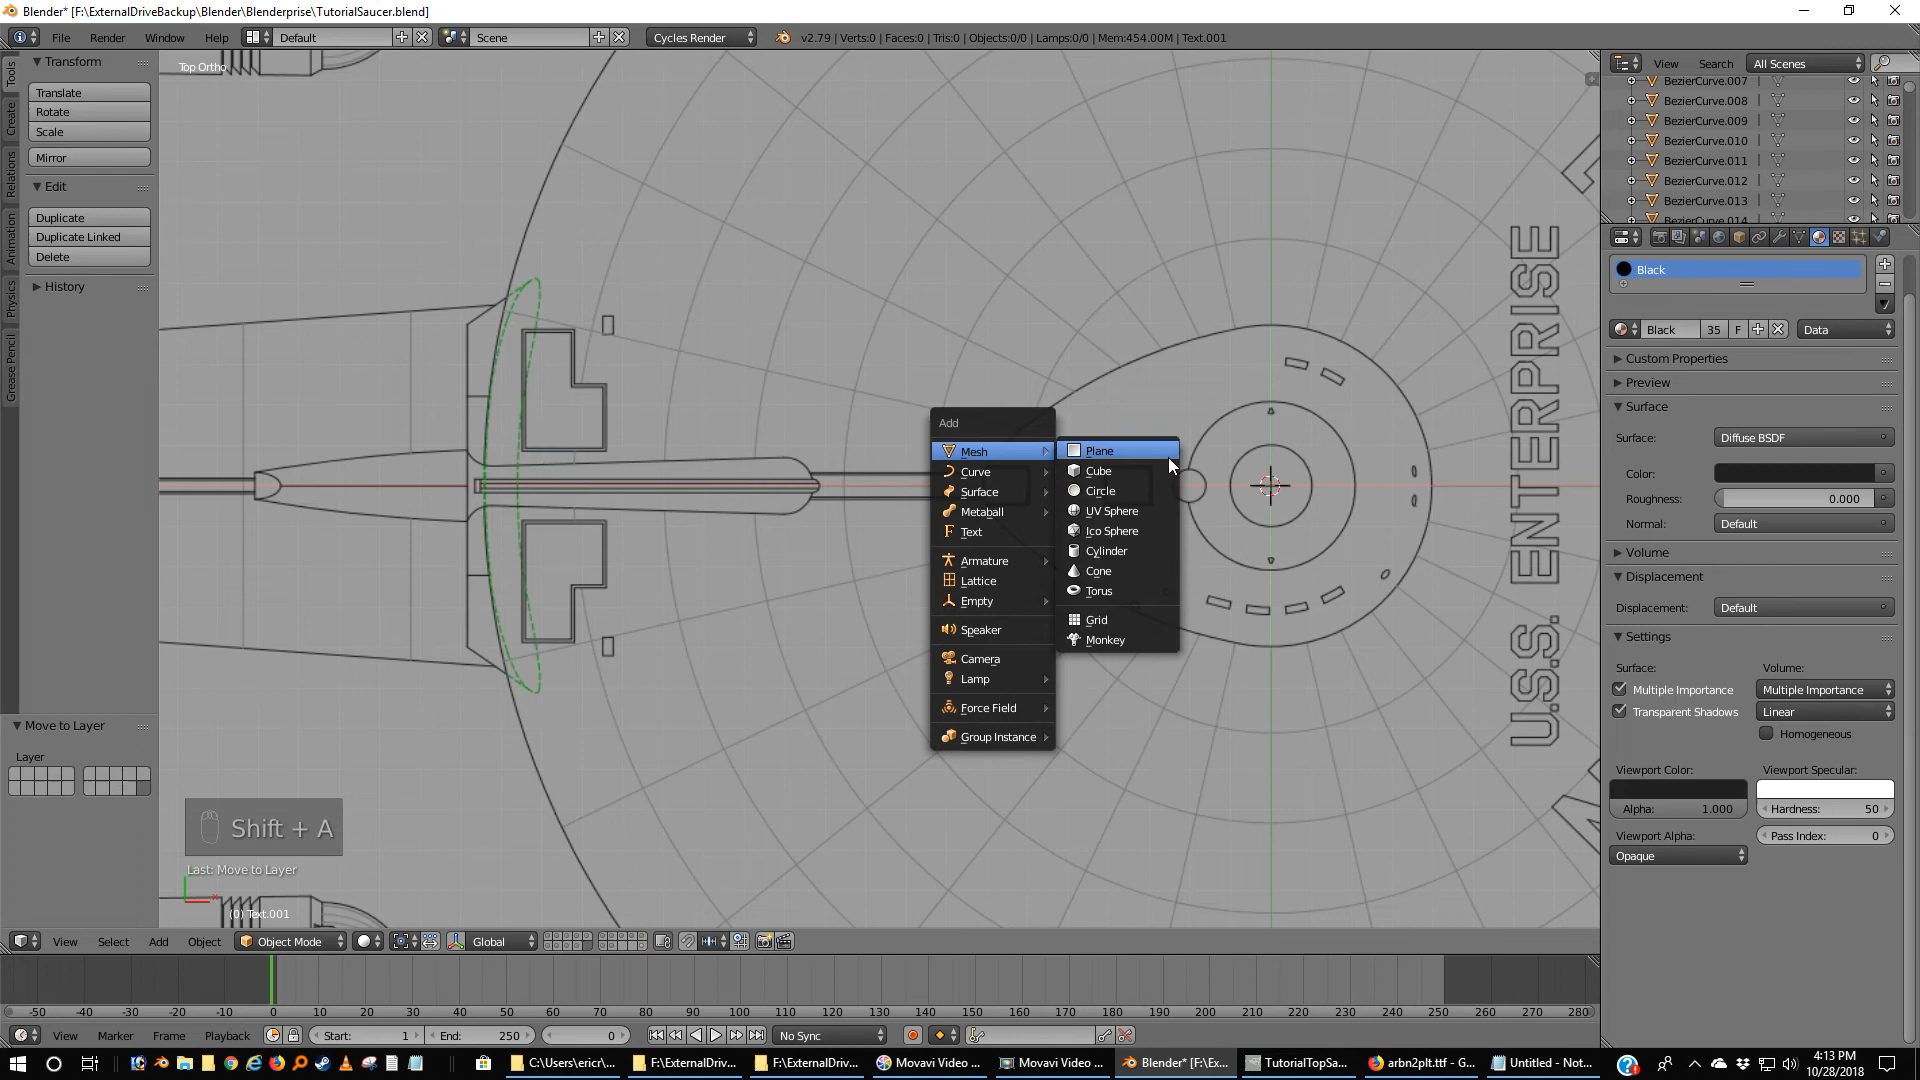 Blender* [F:\ExternalDriveBackup\Blender\Blenderprise\TutorialSaucer.blend]
File Render Window Help Default Scene Cycles Render v2.79 | Verts:0 | Faces:0 | Tris:0 | Objects:0/0 | Lamps:0/0 | Mem:454.00M | Text.001
Tools
Create
Relations
Animation
Physics
Grease Pencil
Transform
Translate
Rotate
Scale
Mirror
Edit
Duplicate
Duplicate Linked
Delete
History
Move to Layer
Layer
Top Ortho
U.S.S. ENTERPRISE
Add
Mesh
Curve
Surface
Metaball
Text
Armature
Lattice
Empty
Speaker
Camera
Lamp
Force Field
Group Instance
Plane
Cube
Circle
UV Sphere
Ico Sphere
Cylinder
Cone
Torus
Grid
Monkey
Shift + A
Last: Move to Layer
(0) Text.001
View Select Add Object Object Mode Global
-50 -40 -30 -20 -10 0 10 20 30 40 50 60 70 80 90 100 110 120 130 140 150 160 170 180 190 200 210 220 230 240 250 260 270 280
View Marker Frame Playback Start: 1 End: 250 0 No Sync
View Search All Scenes
BezierCurve.007
BezierCurve.008
BezierCurve.009
BezierCurve.010
BezierCurve.011
BezierCurve.012
BezierCurve.013
BezierCurve.014
Black
Black 35 F Data
Custom Properties
Preview
Surface
Surface: Diffuse BSDF
Color:
Roughness: 0.000
Normal: Default
Volume
Displacement
Displacement: Default
Settings
Surface: Volume:
Multiple Importance Multiple Importance
Transparent Shadows Linear
Homogeneous
Viewport Color: Viewport Specular:
Alpha: 1.000 Hardness: 50
Viewport Alpha: Pass Index: 0
Opaque
C:\Users\ericr\... F:\ExternalDriv... F:\ExternalDriv... Movavi Video ... Movavi Video ... Blender* [F:\Ex... TutorialTopSa... arbn2plt.ttf - G... Untitled - Not...
4:13 PM
10/28/2018